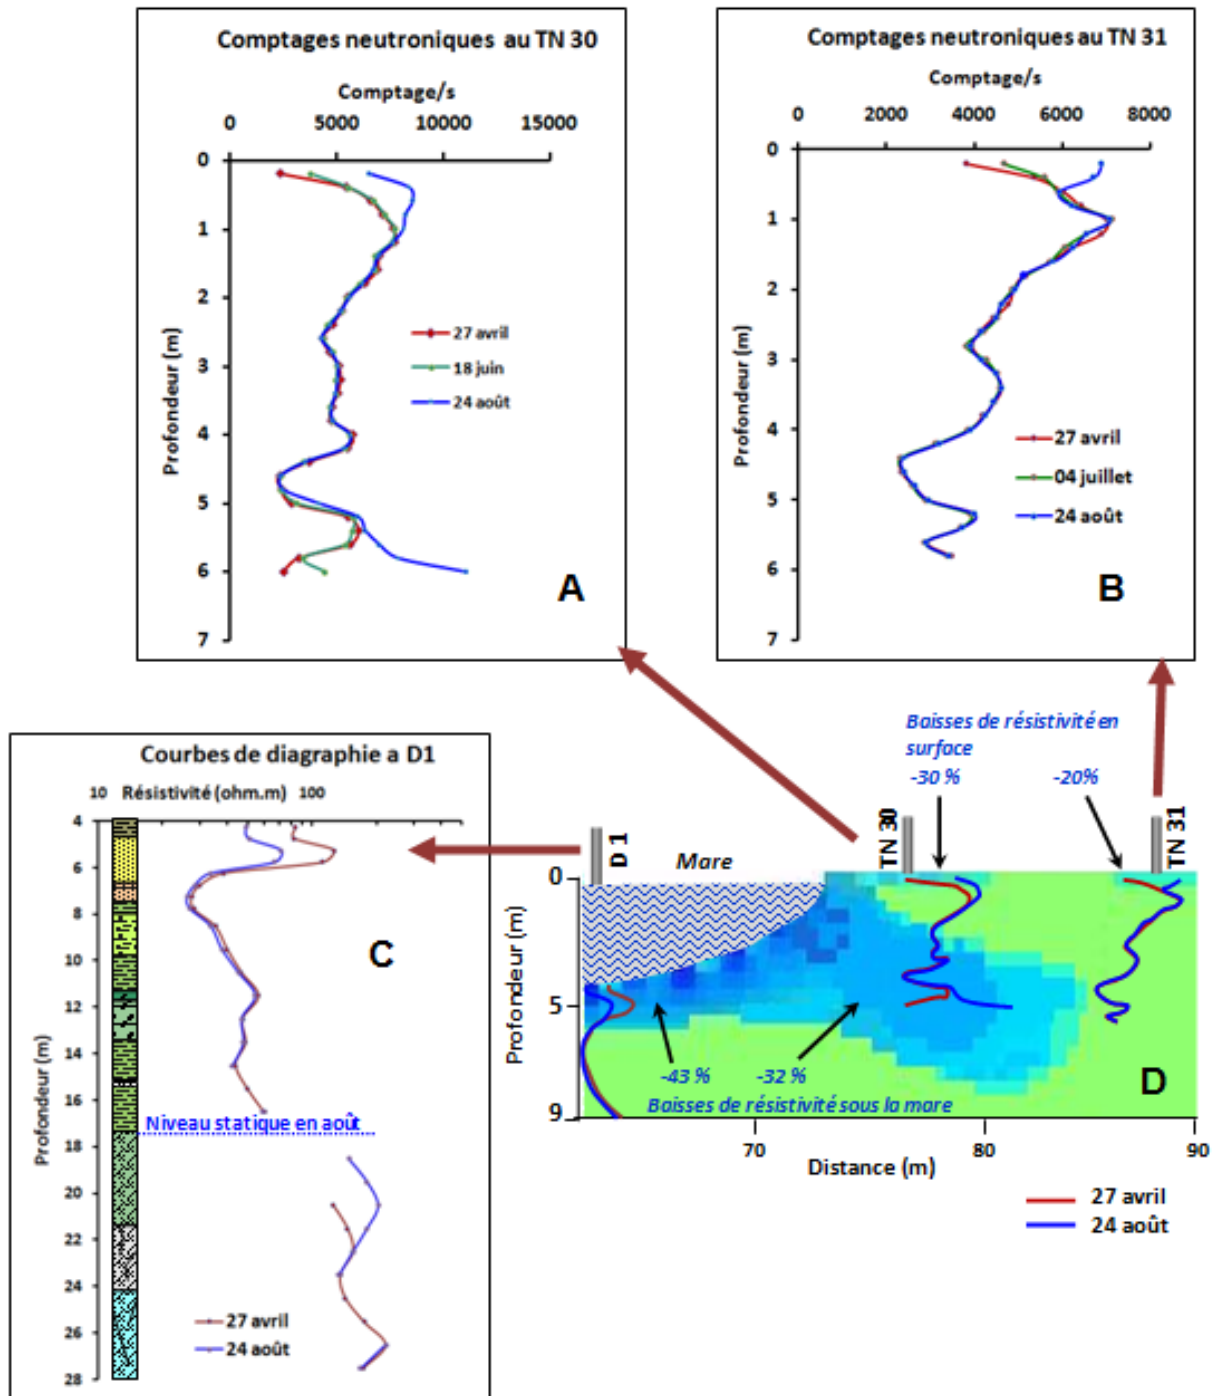 Comptages neutroniques au TN 30
Comptage/s
0 5000 10000 15000
0
1
2
3
4
5
6
7
Profondeur (m)
27 avril
18 juin
24 août
A
Comptages neutroniques au TN 31
Comptage/s
0 2000 4000 6000 8000
0
1
2
3
4
5
6
7
Profondeur (m)
27 avril
04 juillet
24 août
B
Courbes de diagraphie a D1
10 Résistivité (ohm.m) 100
4
6
8
10
12
14
16
18
20
22
24
26
28
Profondeur (m)
C
Niveau statique en août
27 avril
24 août
Baisses de résistivité en
surface
-30 %
-20%
D 1
Mare
TN 30
TN 31
0
5
9
Profondeur (m)
-43 %
-32 %
Baisses de résistivité sous la mare
D
70 80 90
Distance (m)
27 avril
24 août